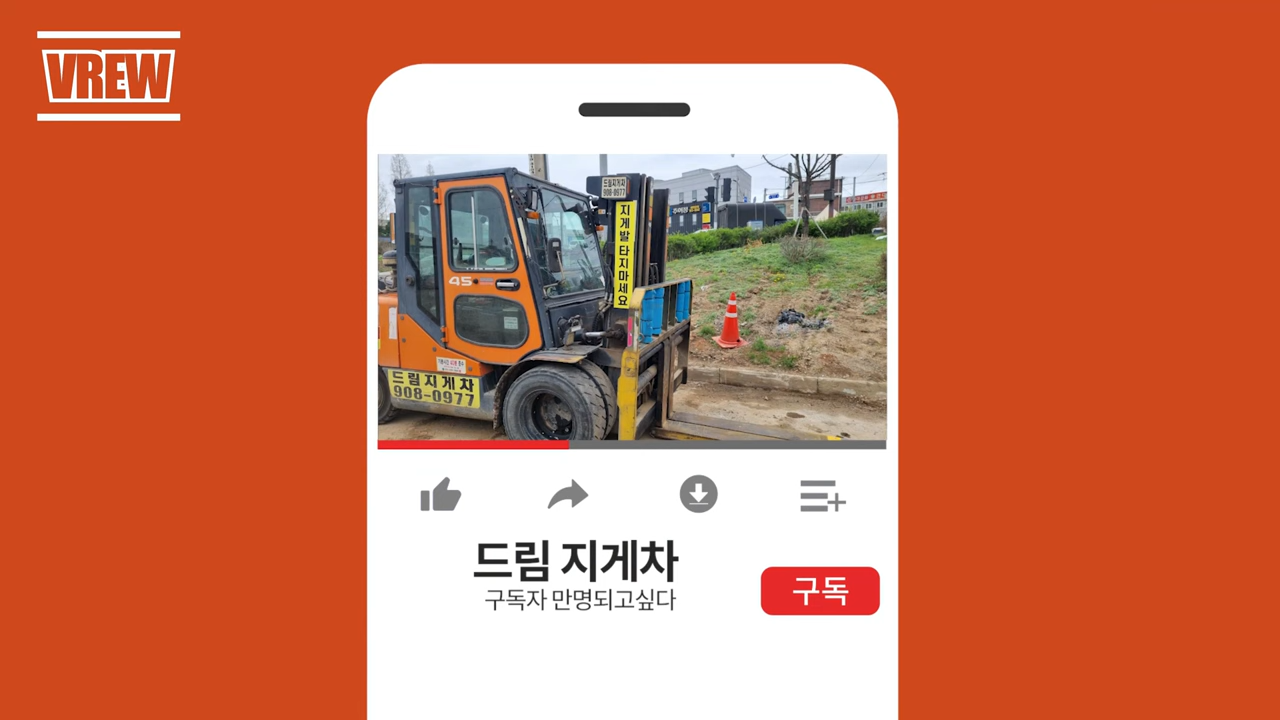 VREW
드림지게차
908-0977
지게발 타지마세요
45
드림지게차
908-0977
드림 지게차
구독자 만명되고싶다
구독